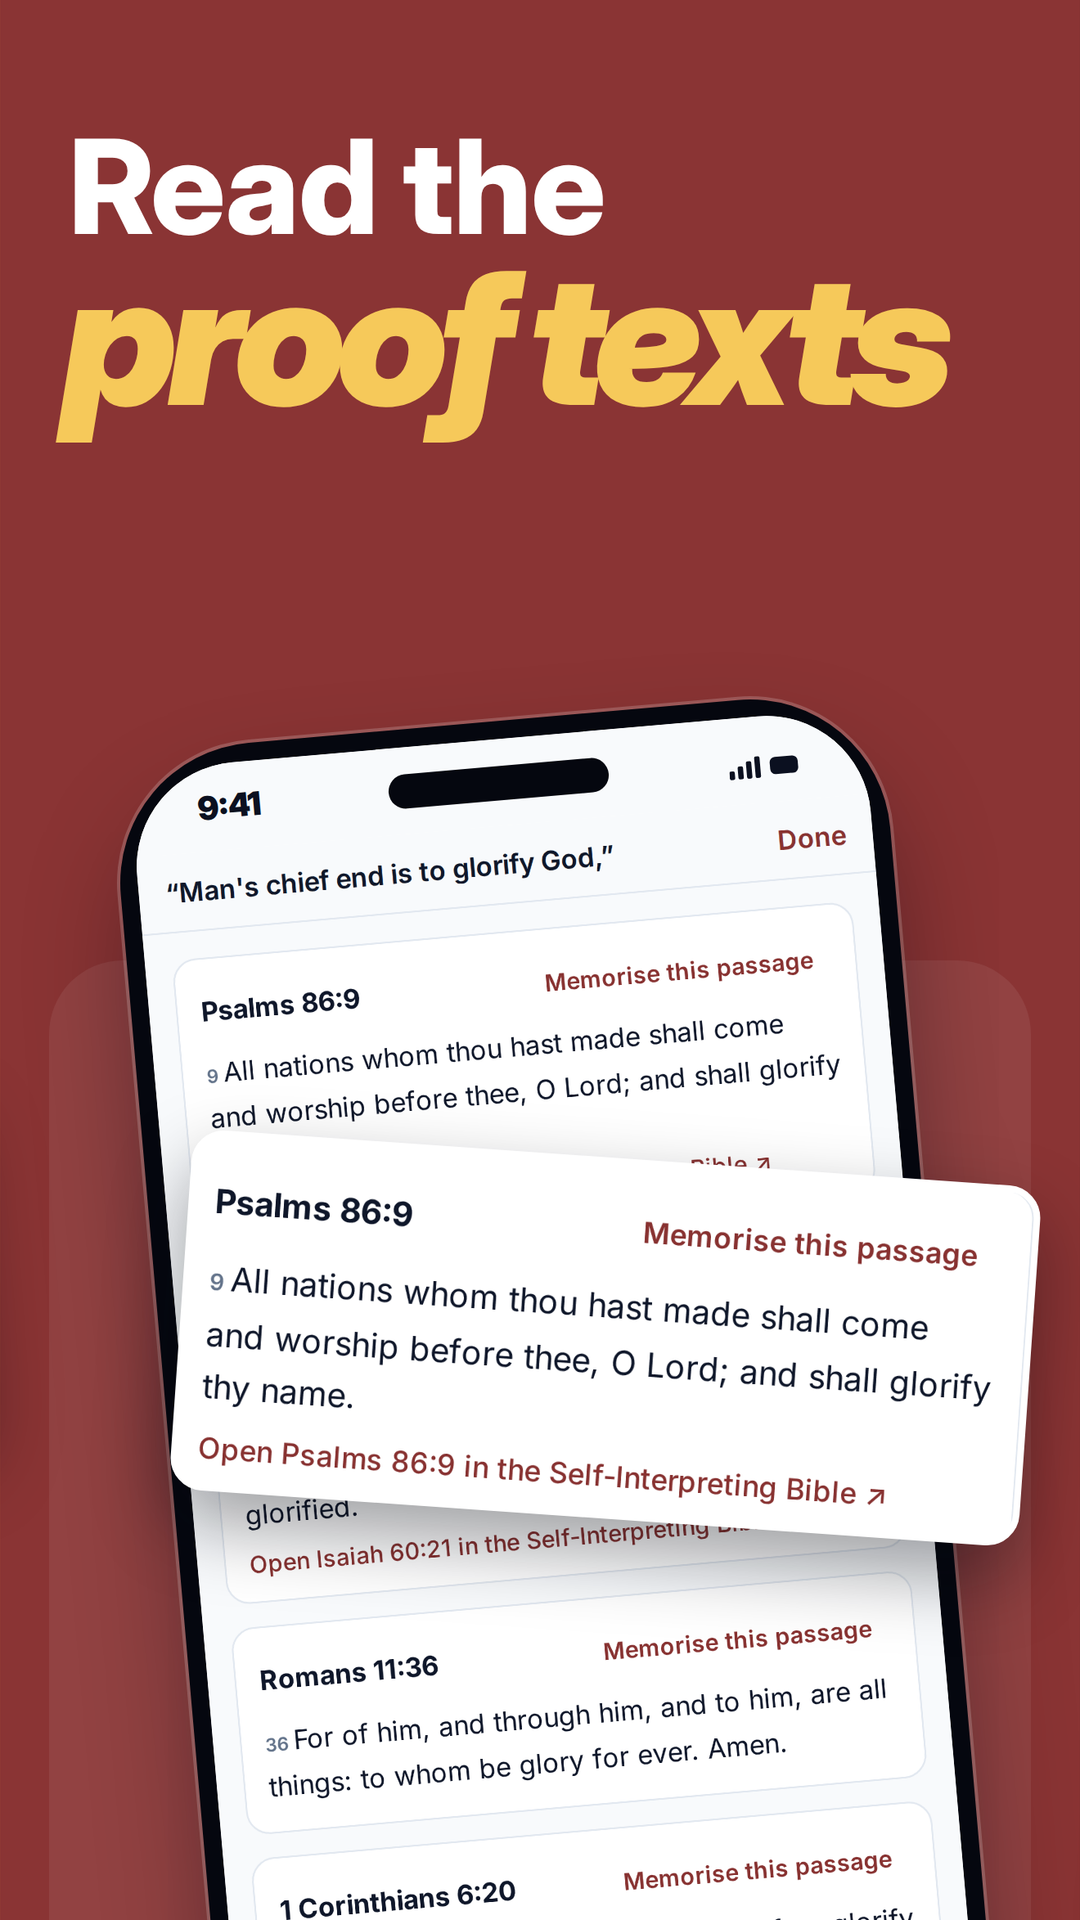 Read the
proof texts
9:41
“Man's chief end is to glorify God,”
Done
Psalms 86:9
Memorise this passage
9 All nations whom thou hast made shall come
and worship before thee, O Lord; and shall glorify
Bible ↗
Psalms 86:9
Memorise this passage
9 All nations whom thou hast made shall come
and worship before thee, O Lord; and shall glorify
thy name.
Open Psalms 86:9 in the Self-Interpreting Bible ↗
glorified.
Open Isaiah 60:21 in the Self-Interpreting
Romans 11:36
Memorise this passage
36 For of him, and through him, and to him, are all
things: to whom be glory for ever. Amen.
1 Corinthians 6:20
Memorise this passage
glorify